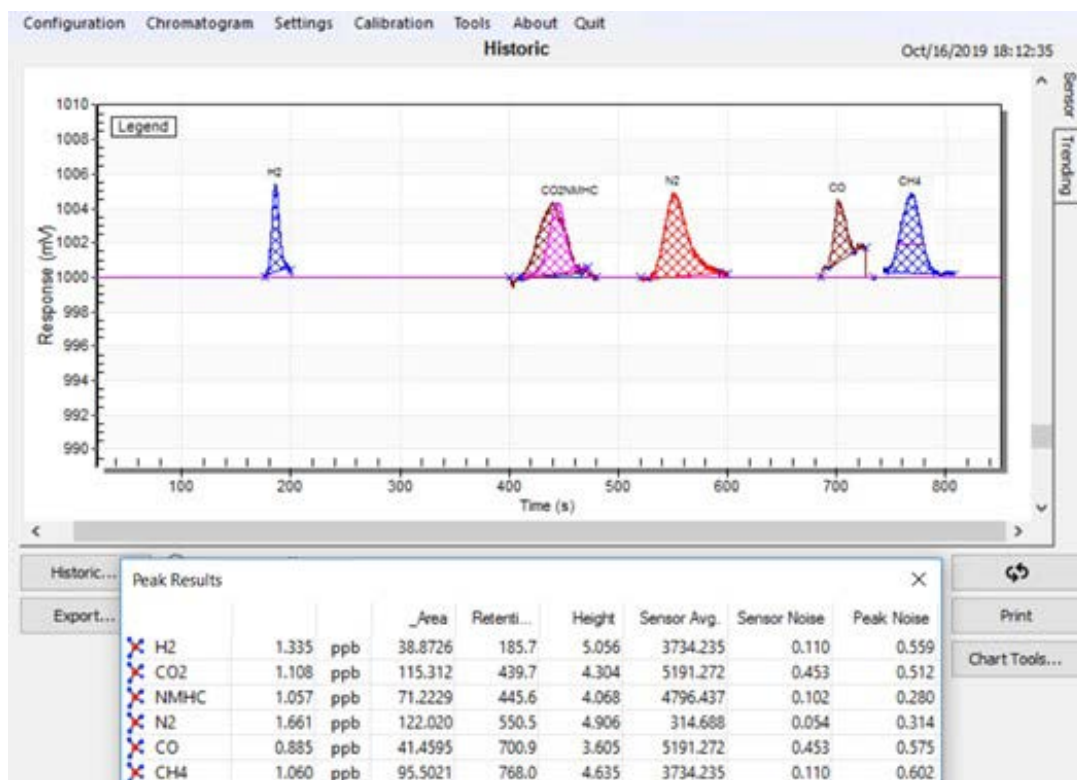 Configuration Chromatogram Settings Calibration Tools About Quit
Historic
Oct/16/2019 18:12:35
Sensor
Trending
Legend
Response (mV)
1010
1008
1006
1004
1002
1000
998
996
994
992
990
H2
CO2NMHC
N2
CO
CH4
100 200 300 400 500 600 700 800
Time (s)
Historic...
Export...
Print
Chart Tools...
Peak Results
_Area Retenti... Height Sensor Avg. Sensor Noise Peak Noise
H2 1.335 ppb 38.8726 185.7 5.056 3734.235 0.110 0.559
CO2 1.108 ppb 115.312 439.7 4.304 5191.272 0.453 0.512
NMHC 1.057 ppb 71.2229 445.6 4.068 4796.437 0.102 0.280
N2 1.661 ppb 122.020 550.5 4.906 314.688 0.054 0.314
CO 0.885 ppb 41.4595 700.9 3.605 5191.272 0.453 0.575
CH4 1.060 ppb 95.5021 768.0 4.635 3734.235 0.110 0.602